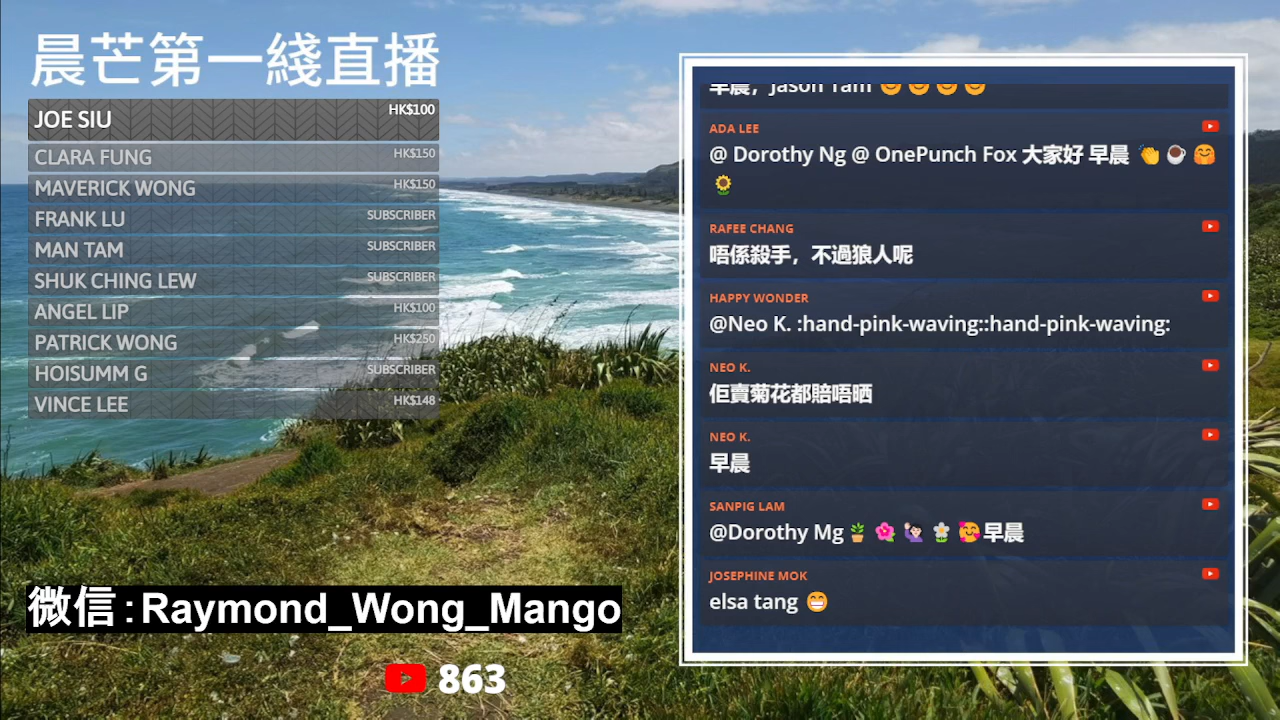 晨芒第一綫直播
JOE SIU HK$100
CLARA FUNG HK$150
MAVERICK WONG HK$150
FRANK LU SUBSCRIBER
MAN TAM SUBSCRIBER
SHUK CHING LEW SUBSCRIBER
ANGEL LIP HK$100
PATRICK WONG HK$250
HOISUMM G SUBSCRIBER
VINCE LEE HK$148
微信:Raymond_Wong_Mango
863
早晨，Jason Tam 😊 😊 😊 😊
ADA LEE
@ Dorothy Ng @ OnePunch Fox 大家好 早晨 👏 ☕ 🤗
🌻
RAFEE CHANG
唔係殺手，不過狼人呢
HAPPY WONDER
@Neo K. :hand-pink-waving::hand-pink-waving:
NEO K.
佢賣菊花都賠唔晒
NEO K.
早晨
SANPIG LAM
@Dorothy Mg 🪴 🌺 🙋🏻‍♀️ 🌼 🥰 早晨
JOSEPHINE MOK
elsa tang 😁